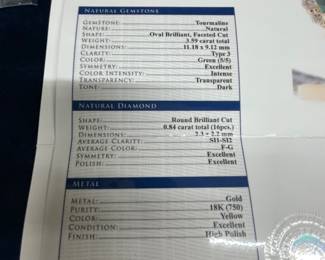 NATURAL GEMSTONE
GEMSTONE: Tourmaline
NATURE: Natural
SHAPE: Oval Brilliant, Faceted Cut
WEIGHT: 3.59 carat total
DIMENSIONS: 11.18 x 9.12 mm
CLARITY: Type 3
COLOR: Green (5/5)
SYMMETRY: Excellent
COLOR INTENSITY: Intense
TRANSPARENCY: Transparent
TONE: Dark
NATURAL DIAMOND
SHAPE: Round Brilliant Cut
WEIGHT: 0.84 carat total (16pcs.)
DIMENSIONS: 2.3 - 2.2 mm
AVERAGE CLARITY: SI1-SI2
AVERAGE COLOR: F-G
SYMMETRY: Excellent
POLISH: Excellent
METAL
METAL: Gold
PURITY: 18K (750)
COLOR: Yellow
CONDITION: Excellent
FINISH: High Polish